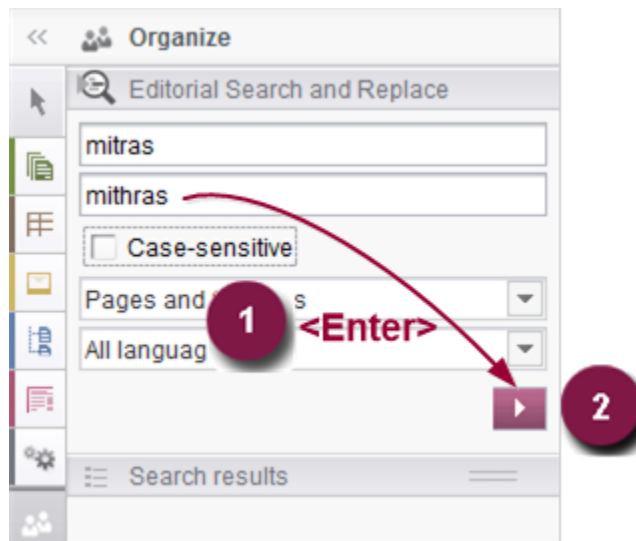 Organize
Editorial Search and Replace
mitras
mithras
Case-sensitive
Pages and s
1 <Enter>
All languag
2
Search results